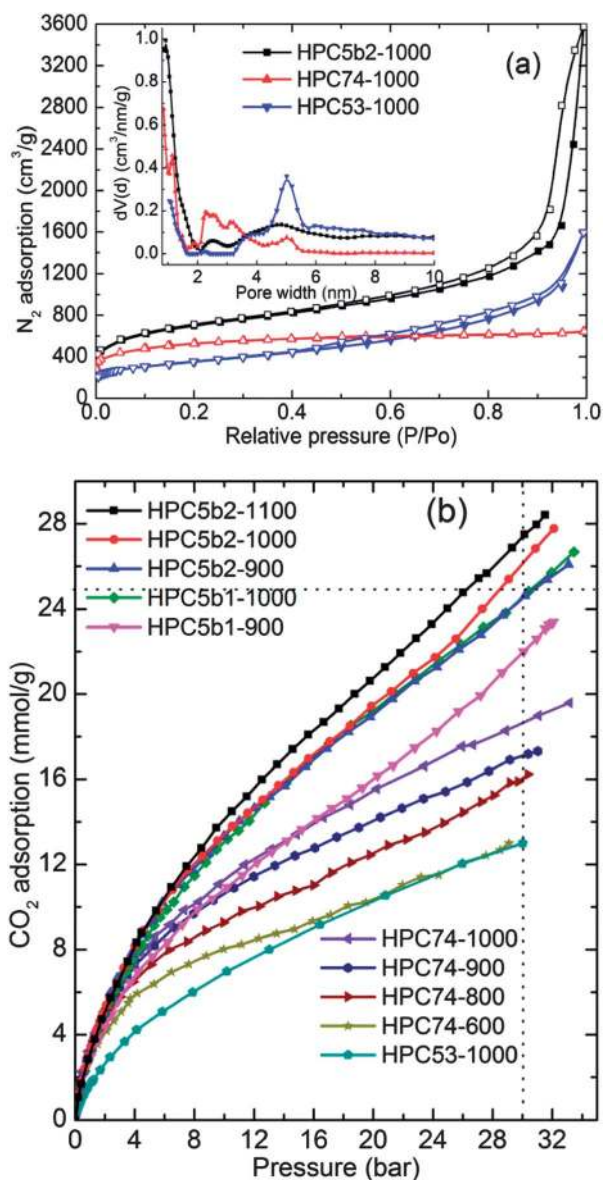 3600
3200
2800
2400
2000
1600
1200
800
400
0
N₂ adsorption (cm³/g)
0.0 0.2 0.4 0.6 0.8 1.0
Relative pressure (P/Po)
(a)
HPC5b2-1000
HPC74-1000
HPC53-1000
1.0
0.8
0.6
0.4
0.2
0.0
dV(d) (cm³/nm/g)
2 4 6 8 10
Pore width (nm)
(b)
HPC5b2-1100
HPC5b2-1000
HPC5b2-900
HPC5b1-1000
HPC5b1-900
28
24
20
16
12
8
4
0
CO₂ adsorption (mmol/g)
HPC74-1000
HPC74-900
HPC74-800
HPC74-600
HPC53-1000
0 4 8 12 16 20 24 28 32
Pressure (bar)